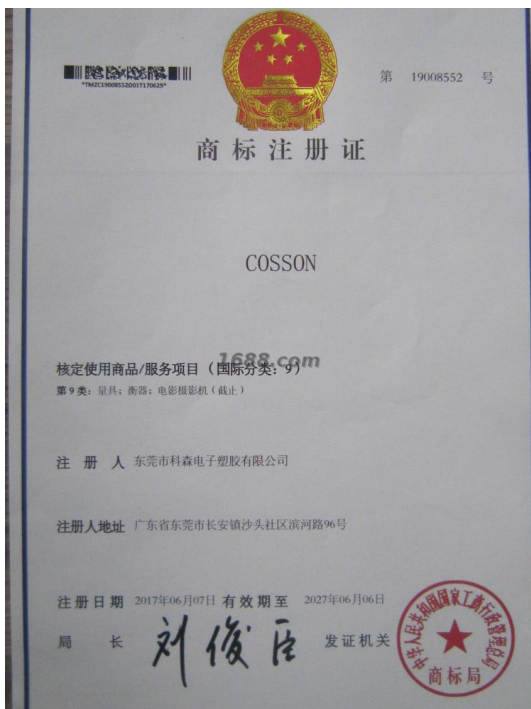 *TMZC19008552D01T170629*
第 19008552 号
商标注册证
COSSON
1688.com
核定使用商品/服务项目（国际分类：9）
第9类：量具；衡器；电影摄影机（截止）
注册人 东莞市科森电子塑胶有限公司
注册人地址 广东省东莞市长安镇沙头社区滨河路96号
注册日期 2017年06月07日 有效期至 2027年06月06日
局长 刘俊臣 发证机关
中华人民共和国国家工商行政管理总局
商标局